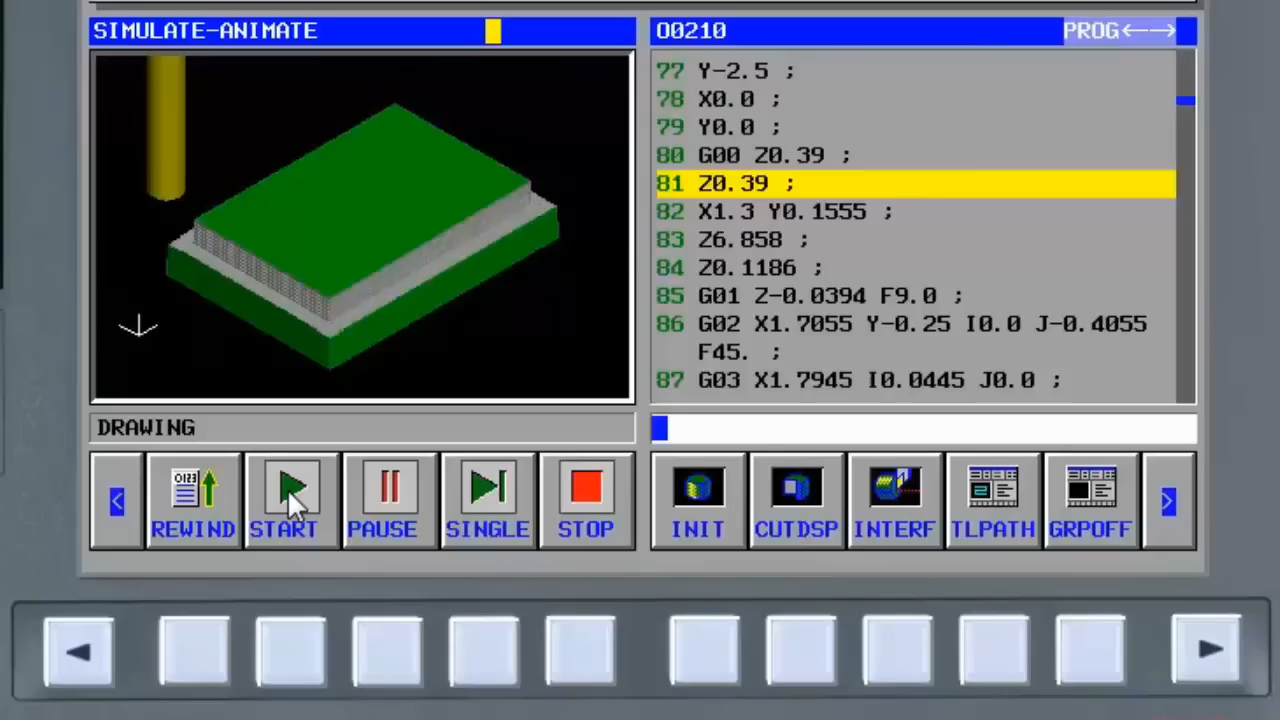 SIMULATE-ANIMATE
O0210 PROG←→
77 Y-2.5 ;
78 X0.0 ;
79 Y0.0 ;
80 G00 Z0.39 ;
81 Z0.39 ;
82 X1.3 Y0.1555 ;
83 Z6.858 ;
84 Z0.1186 ;
85 G01 Z-0.0394 F9.0 ;
86 G02 X1.7055 Y-0.25 I0.0 J-0.4055
F45. ;
87 G03 X1.7945 I0.0445 J0.0 ;
DRAWING
< REWIND START PAUSE SINGLE STOP INIT CUTDSP INTERF TLPATH GRPOFF >